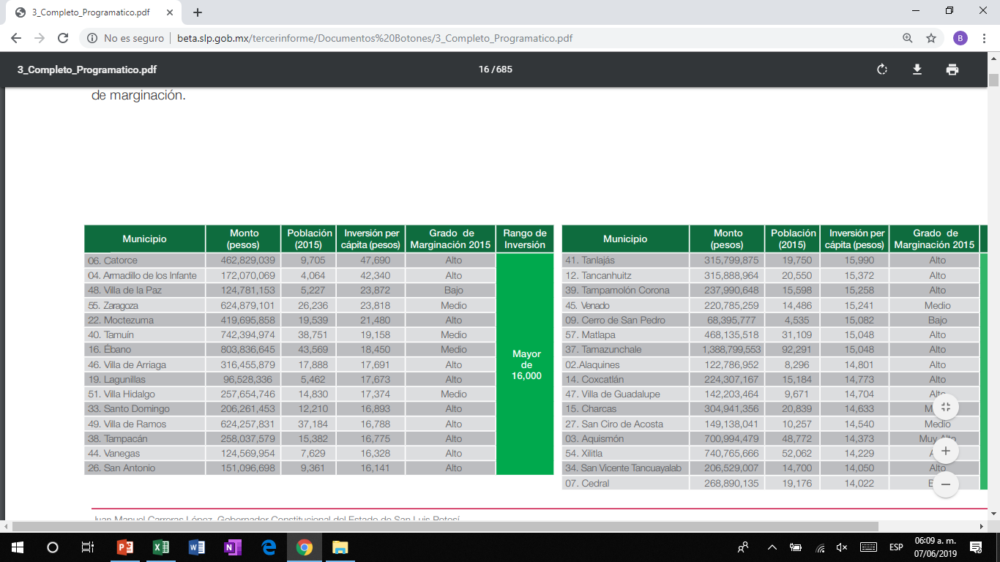 3_Completo_Programatico.pdf
No es seguro
beta.slp.gob.mx/tercerinforme/Documentos%20Botones/3_Completo_Programatico.pdf
B
3_Completo_Programatico.pdf
16 / 685
de marginación.
Municipio Monto (pesos) Población (2015) Inversión per cápita (pesos) Grado de Marginación 2015 Rango de Inversión
06. Catorce 462,829,039 9,705 47,690 Alto
04. Armadillo de los Infante 172,070,069 4,064 42,340 Alto
48. Villa de la Paz 124,781,153 5,227 23,872 Bajo
55. Zaragoza 624,879,101 26,236 23,818 Medio
22. Moctezuma 419,695,858 19,539 21,480 Alto
40. Tamuín 742,394,974 38,751 19,158 Medio
16. Ébano 803,836,645 43,569 18,450 Medio
46. Villa de Arriaga 316,455,879 17,888 17,691 Alto
19. Lagunillas 96,528,336 5,462 17,673 Alto
51. Villa Hidalgo 257,654,746 14,830 17,374 Medio
33. Santo Domingo 206,261,453 12,210 16,893 Alto
49. Villa de Ramos 624,257,831 37,184 16,788 Alto
38. Tampacán 258,037,579 15,382 16,775 Alto
44. Vanegas 124,569,954 7,629 16,328 Alto
26. San Antonio 151,096,698 9,361 16,141 Alto
Mayor
de
16,000
Municipio Monto (pesos) Población (2015) Inversión per cápita (pesos) Grado de Marginación 2015
41. Tanlajás 315,799,875 19,750 15,990 Alto
12. Tancanhuitz 315,888,964 20,550 15,372 Alto
39. Tampamolón Corona 237,990,648 15,598 15,258 Alto
45. Venado 220,785,259 14,486 15,241 Medio
09. Cerro de San Pedro 68,395,777 4,535 15,082 Bajo
57. Matlapa 468,135,518 31,109 15,048 Alto
37. Tamazunchale 1,388,799,553 92,291 15,048 Alto
02.Alaquines 122,786,952 8,296 14,801 Alto
14. Coxcatlán 224,307,167 15,184 14,773 Alto
47. Villa de Guadalupe 142,203,464 9,671 14,704 Alto
15. Charcas 304,941,356 20,839 14,633
27. San Ciro de Acosta 149,138,041 10,257 14,540 Medio
03. Aquismón 700,994,479 48,772 14,373 Muy Alto
54. Xilitla 740,765,666 52,062 14,229
34. San Vicente Tancuayalab 206,529,007 14,700 14,050 Alto
07. Cedral 268,890,135 19,176 14,022
Juan Manuel Carreras López, Gobernador Constitucional del Estado de San Luis Potosí
ESP
06:09 a. m.
07/06/2019